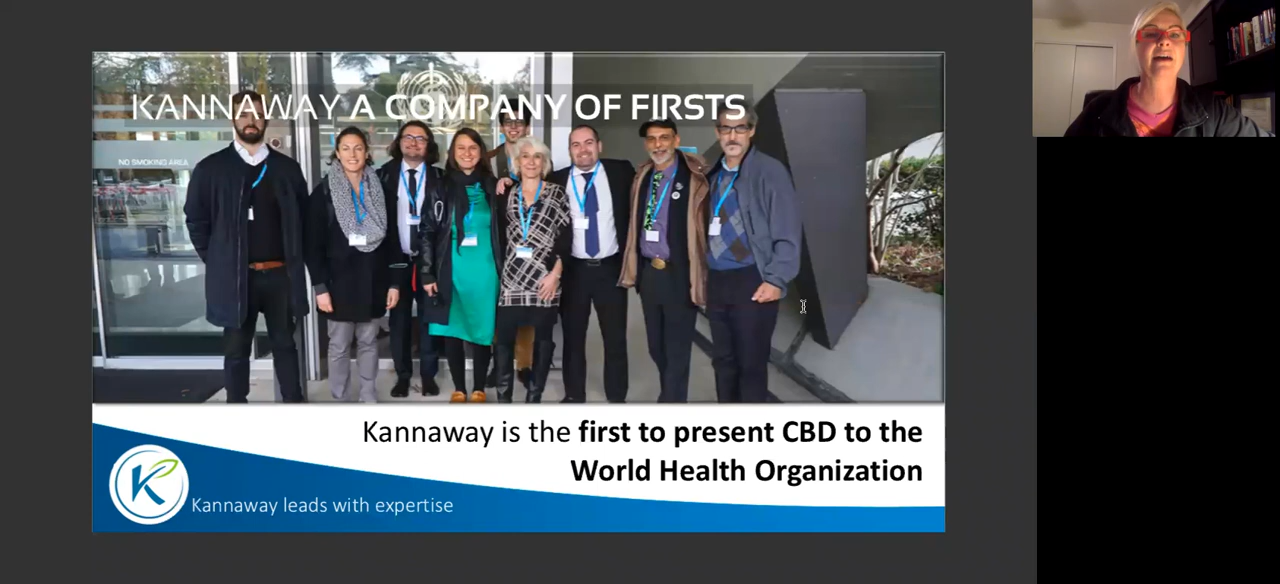 KANNAWAY A COMPANY OF FIRSTS
NO SMOKING AREA
Kannaway is the first to present CBD to the
World Health Organization
K
Kannaway leads with expertise